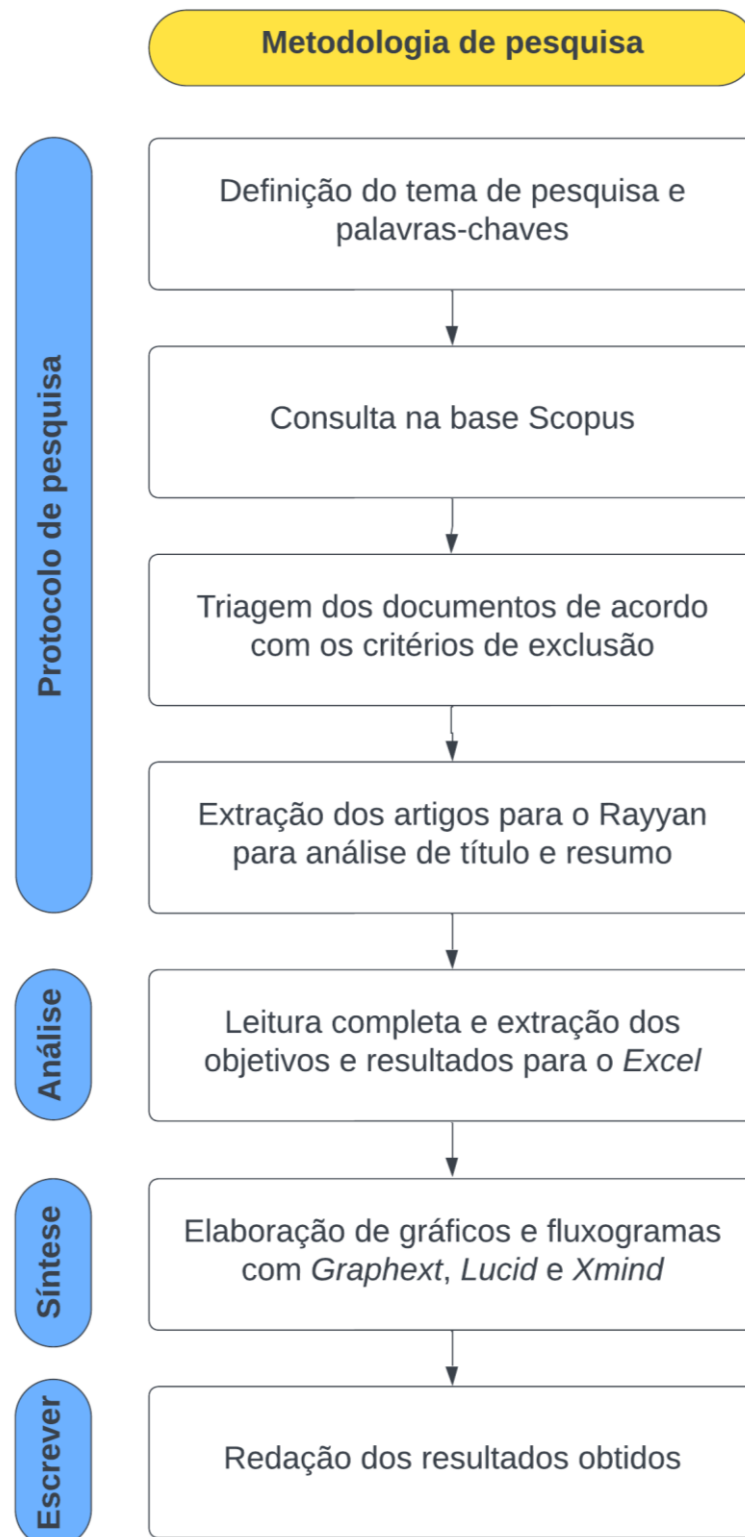 Metodologia de pesquisa
Protocolo de pesquisa
Definição do tema de pesquisa e
palavras-chaves
Consulta na base Scopus
Triagem dos documentos de acordo
com os critérios de exclusão
Extração dos artigos para o Rayyan
para análise de título e resumo
Análise
Leitura completa e extração dos
objetivos e resultados para o Excel
Síntese
Elaboração de gráficos e fluxogramas
com Graphext, Lucid e Xmind
Escrever
Redação dos resultados obtidos